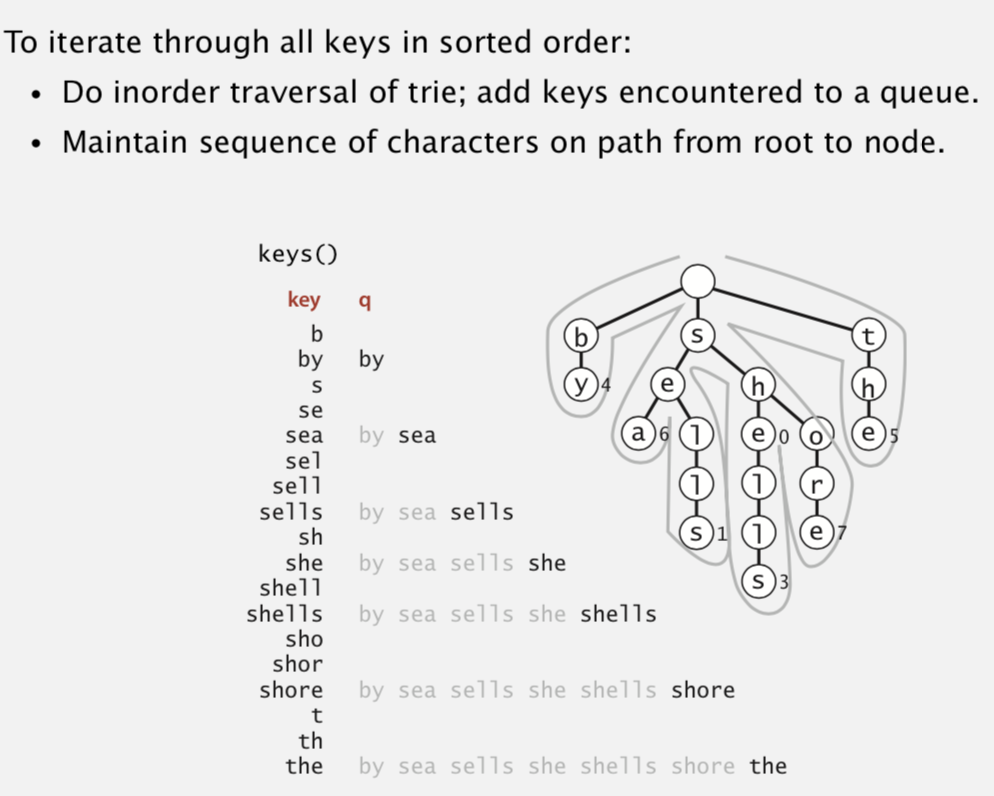 To iterate through all keys in sorted order:
• Do inorder traversal of trie; add keys encountered to a queue.
• Maintain sequence of characters on path from root to node.
keys()
key q
b
by by
s
se
sea by sea
sel
sell
sells by sea sells
sh
she by sea sells she
shell
shells by sea sells she shells
sho
shor
shore by sea sells she shells shore
t
th
the by sea sells she shells shore the
b s t
y 4 e h h
a 6 l e 0 o e 5
l l r
s 1 l e 7
s 3